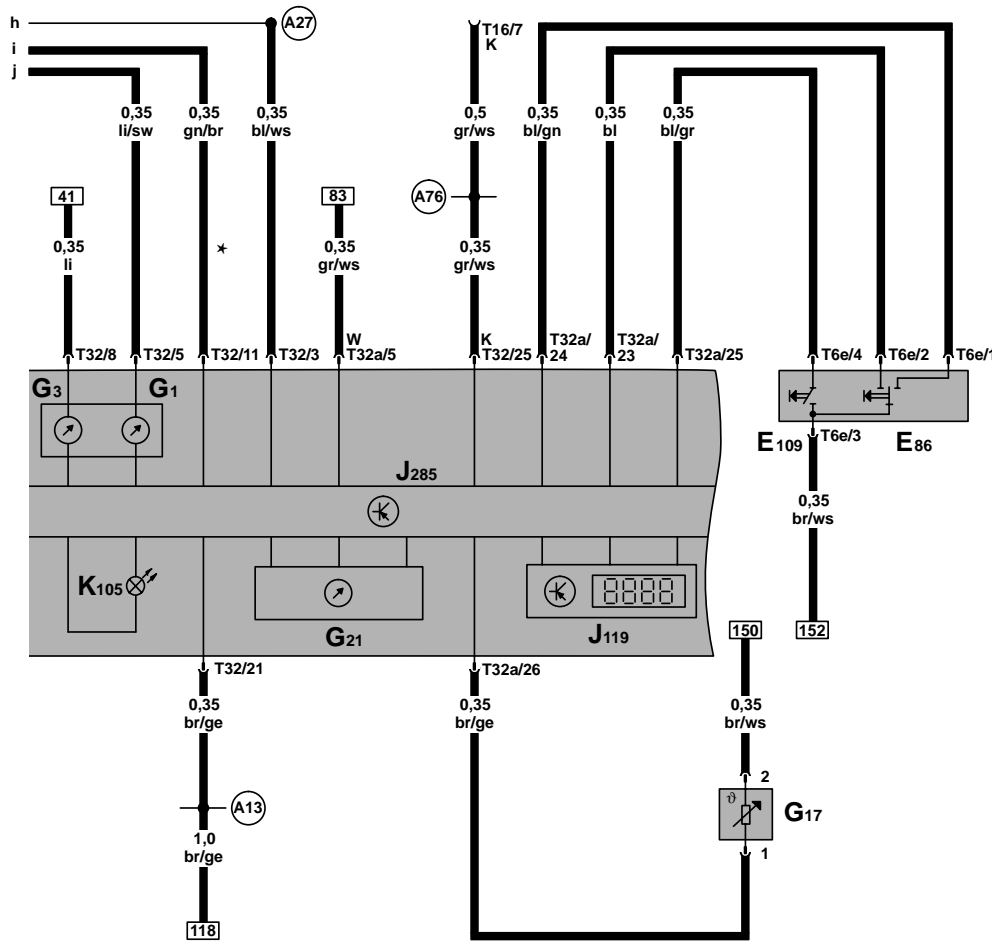 h
A27
i
j
T16/7
K
0,35 li/sw
0,35 gn/br
0,35 bl/ws
0,5 gr/ws
0,35 bl/gn
0,35 bl
0,35 bl/gr
41
83
A76
0,35 li
*
0,35 gr/ws
0,35 gr/ws
T32/8
T32/5
T32/11
T32/3
W
T32a/5
K
T32/25
T32a/24
T32a/23
T32a/25
T6e/4
T6e/2
T6e/1
G3
G1
J285
E109
T6e/3
E86
0,35 br/ws
K105
G21
8888
J119
150
152
T32/21
T32a/26
0,35 br/ge
0,35 br/ge
0,35 br/ws
A13
2
ϑ
G17
1,0 br/ge
1
118